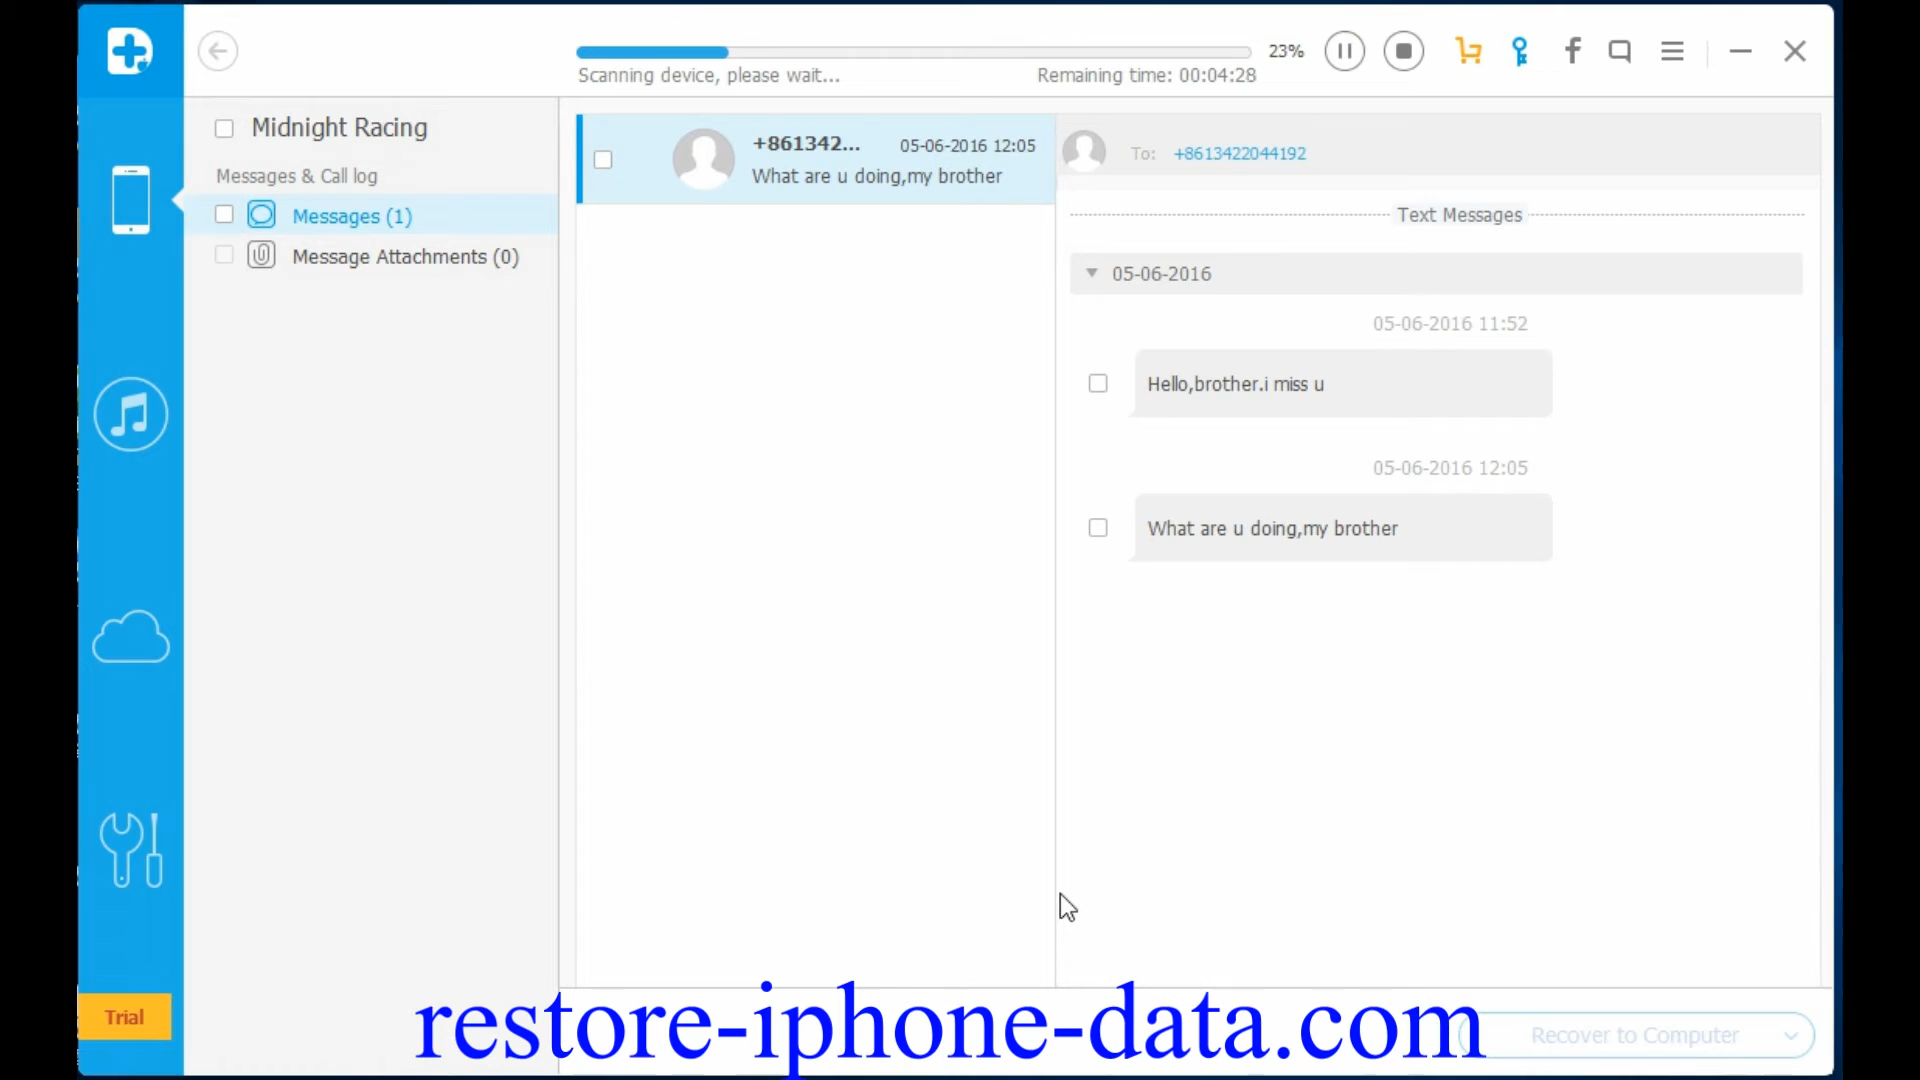 23%
Scanning device, please wait...
Remaining time: 00:04:28
Midnight Racing
Messages & Call log
Messages (1)
Message Attachments (0)
+861342...
05-06-2016 12:05
What are u doing,my brother
To: +8613422044192
Text Messages
05-06-2016
05-06-2016 11:52
Hello,brother.i miss u
05-06-2016 12:05
What are u doing,my brother
Trial
restore-iphone-data.com
Recover to Computer